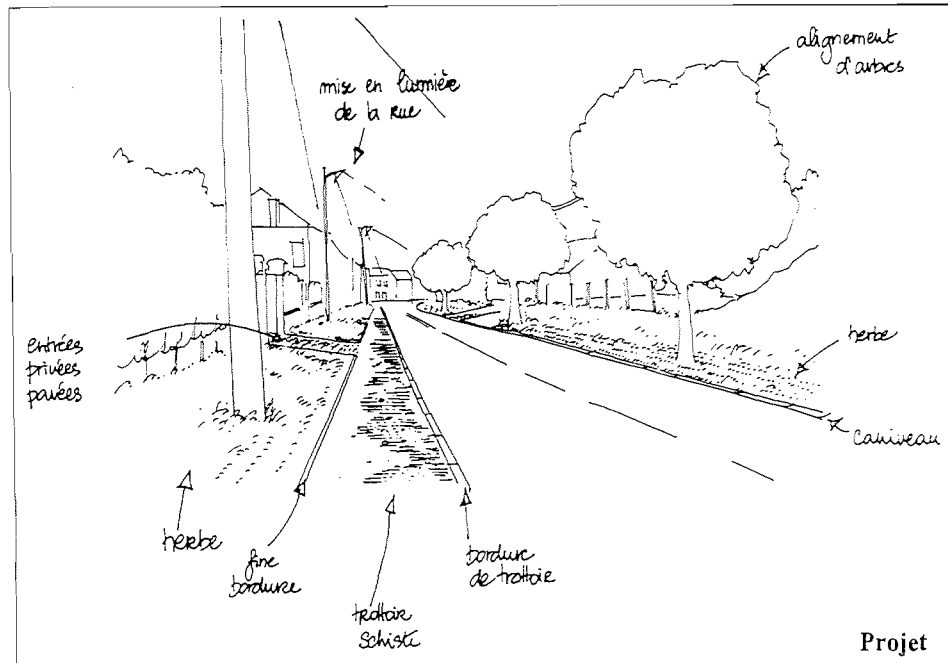 alignement
d'arbres
mise en lumière
de la rue
entrées
privées
pavées
herbe
caniveau
herbe
fine
bordure
bordure
de trottoir
trottoir
schiste
Projet